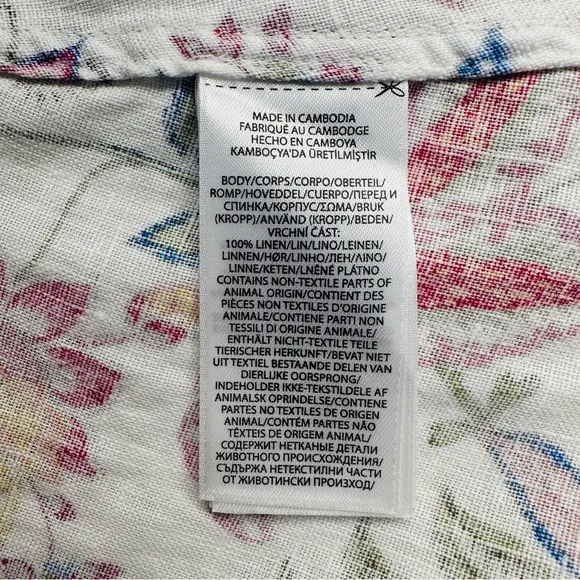 MADE IN CAMBODIA
FABRIQUÉ AU CAMBODGE
HECHO EN CAMBOYA
KAMBOÇYA'DA ÜRETİLMİŞTİR
BODY/CORPS/CORPO/OBERTEIL/
ROMP/HOVEDDEL/CUERPO/ПЕРЕД И
СПИНКА/КОРПУС/ΣΩΜΑ/BRUK
(KROPP)/ANVÄND (KROPP)/BEDEN/
VRCHNÍ ČÁST:
100% LINEN/LIN/LINO/LEINEN/
LINNEN/HØR/LINHO/ЛЕН/ΛΙΝΟ/
LINNE/KETEN/LNĚNÉ PLÁTNO
CONTAINS NON-TEXTILE PARTS OF
ANIMAL ORIGIN/CONTIENT DES
PIÈCES NON TEXTILES D'ORIGINE
ANIMALE/CONTIENE PARTI NON
TESSILI DI ORIGINE ANIMALE/
ENTHÄLT NICHT-TEXTILE TEILE
TIERISCHER HERKUNFT/BEVAT NIET
UIT TEXTIEL BESTAANDE DELEN VAN
DIERLIJKE OORSPRONG/
INDEHOLDER IKKE-TEKSTILDELE AF
ANIMALSK OPRINDELSE/CONTIENE
PARTES NO TEXTILES DE ORIGEN
ANIMAL/CONTÉM PARTES NÃO
TÊXTEIS DE ORIGEM ANIMAL/
СОДЕРЖИТ НЕТКАНЫЕ ДЕТАЛИ
ЖИВОТНОГО ПРОИСХОЖДЕНИЯ/
СЪДЪРЖА НЕТЕКСТИЛНИ ЧАСТИ
ОТ ЖИВОТИНСКИ ПРОИЗХОД/